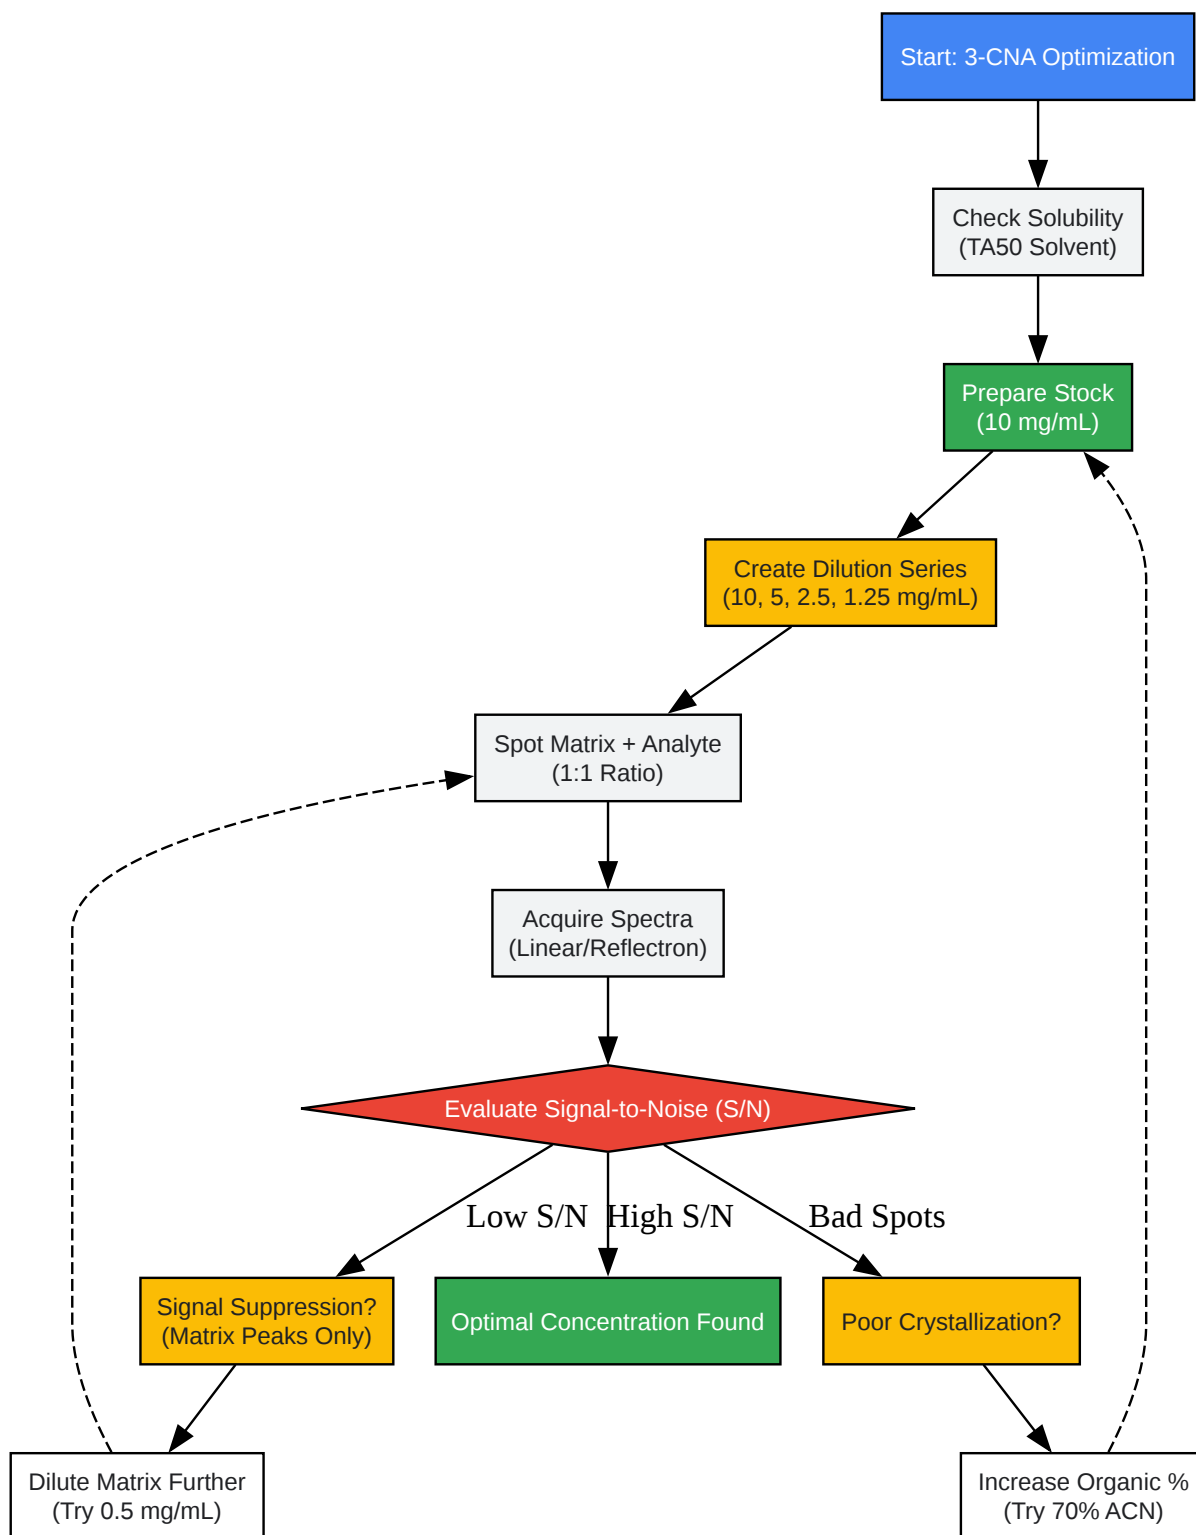 Start: 3-CNA Optimization
Check Solubility
(TA50 Solvent)
Prepare Stock
(10 mg/mL)
Create Dilution Series
(10, 5, 2.5, 1.25 mg/mL)
Spot Matrix + Analyte
(1:1 Ratio)
Acquire Spectra
(Linear/Reflectron)
Evaluate Signal-to-Noise (S/N)
Low S/N
High S/N
Bad Spots
Signal Suppression?
(Matrix Peaks Only)
Optimal Concentration Found
Poor Crystallization?
Dilute Matrix Further
(Try 0.5 mg/mL)
Increase Organic %
(Try 70% ACN)